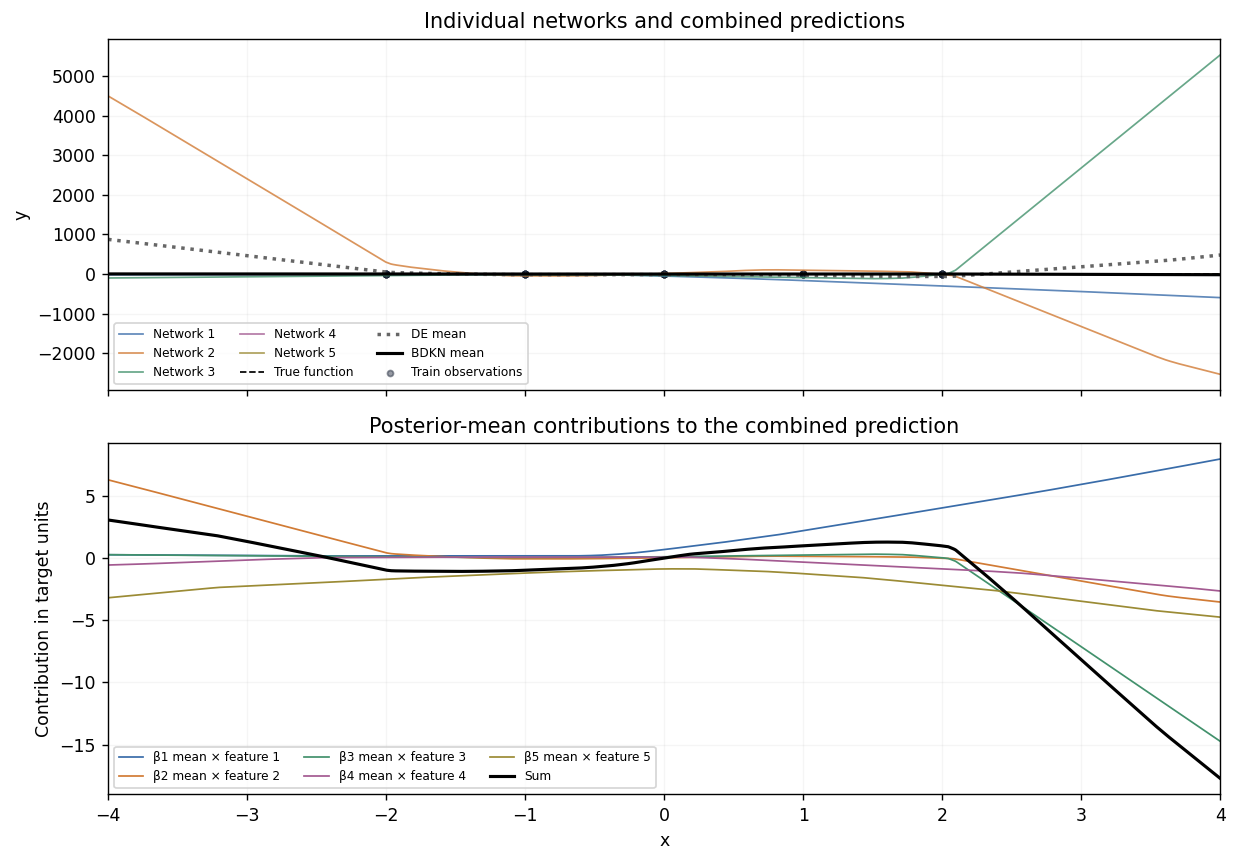 Individual networks and combined predictions
5000
4000
3000
2000
1000
0
−1000
−2000
y
Network 1 Network 4 DE mean
Network 2 Network 5 BDKN mean
Network 3 True function Train observations
Posterior-mean contributions to the combined prediction
5
0
−5
−10
−15
Contribution in target units
β1 mean × feature 1 β3 mean × feature 3 β5 mean × feature 5
β2 mean × feature 2 β4 mean × feature 4 Sum
−4 −3 −2 −1 0 1 2 3 4
x